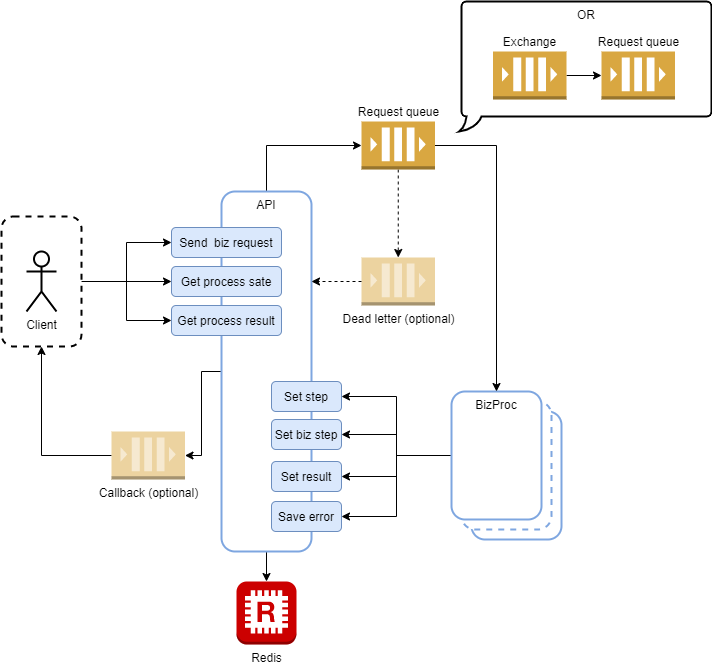 OR
Exchange
Request queue
Request queue
API
Send  biz request
Get process sate
Get process result
Client
Dead letter (optional)
Set step
Set biz step
Set result
Save error
BizProc
Callback (optional)
R
Redis